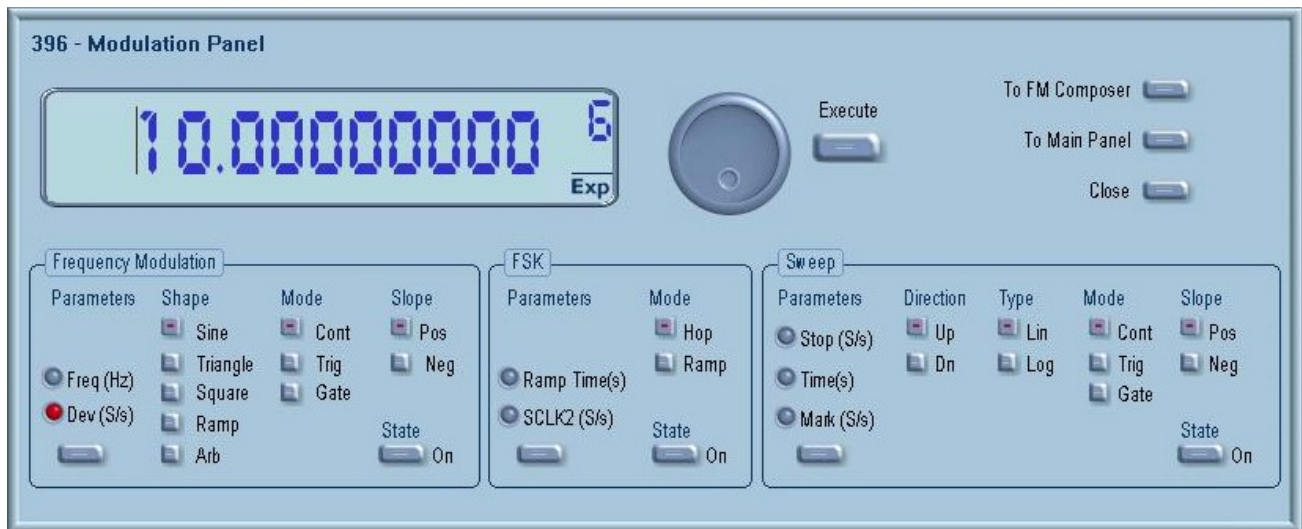 396 - Modulation Panel
To FM Composer
Execute
10.00000000 6
To Main Panel
Exp
Close
Frequency Modulation
Parameters Shape Mode Slope
Sine Cont Pos
Triangle Trig Neg
Freq (Hz)
Square Gate
Dev (S/s)
Ramp
State
Arb
On
FSK
Parameters Mode
Hop
Ramp
Ramp Time(s)
SCLK2 (S/s)
State
On
Sweep
Parameters Direction Type Mode Slope
Stop (S/s) Up Lin Cont Pos
Dn Log Trig Neg
Time(s)
Gate
Mark (S/s)
State
On